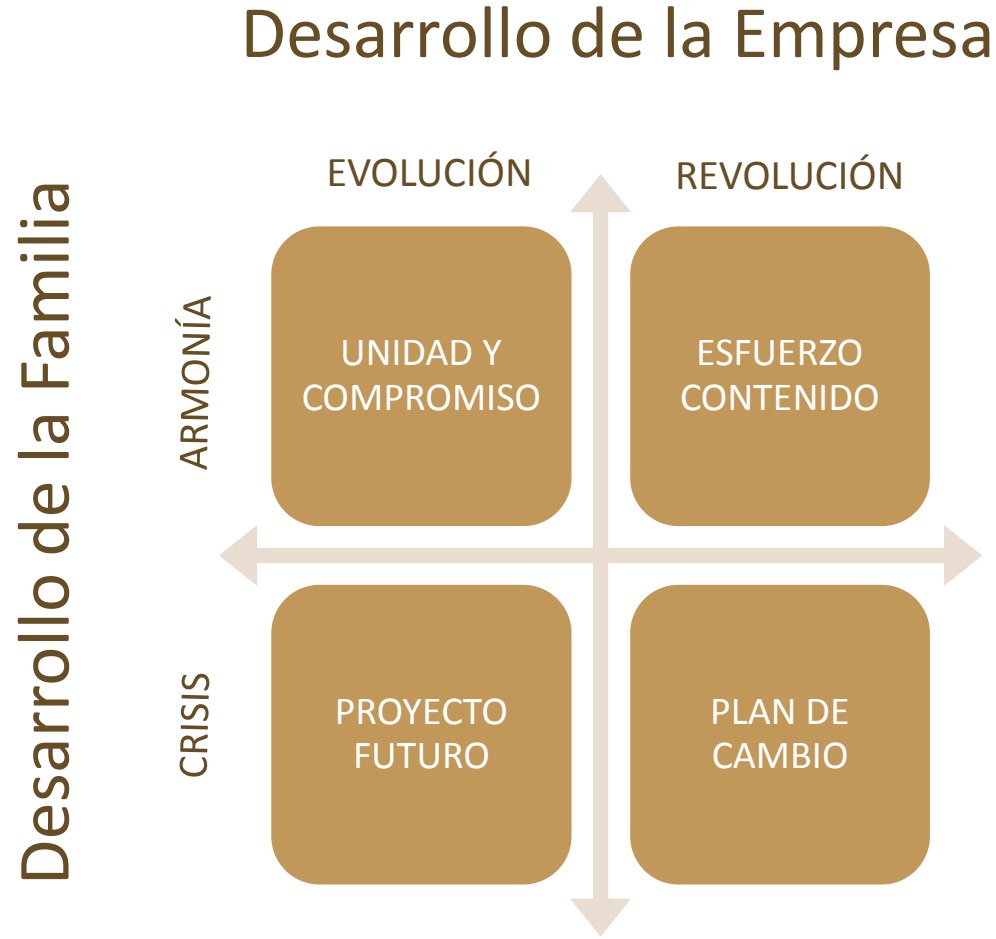 Desarrollo de la Empresa
EVOLUCIÓN
REVOLUCIÓN
Desarrollo de la Familia
ARMONÍA
UNIDAD Y
COMPROMISO
ESFUERZO
CONTENIDO
CRISIS
PROYECTO
FUTURO
PLAN DE
CAMBIO